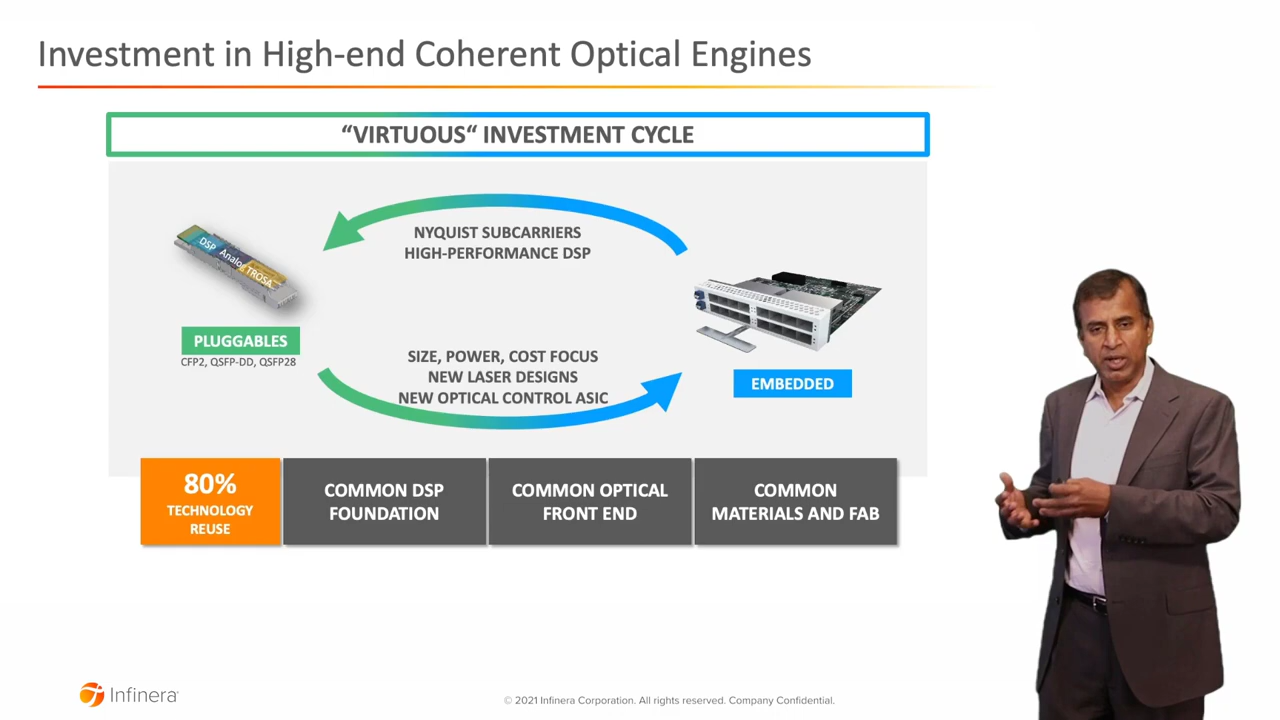 Investment in High-end Coherent Optical Engines
“VIRTUOUS“ INVESTMENT CYCLE
NYQUIST SUBCARRIERS
HIGH-PERFORMANCE DSP
DSP Analog TROSA
PLUGGABLES
CFP2, QSFP-DD, QSFP28
SIZE, POWER, COST FOCUS
NEW LASER DESIGNS
NEW OPTICAL CONTROL ASIC
EMBEDDED
80%
TECHNOLOGY
REUSE
COMMON DSP
FOUNDATION
COMMON OPTICAL
FRONT END
COMMON
MATERIALS AND FAB
Infinera
© 2021 Infinera Corporation. All rights reserved. Company Confidential.